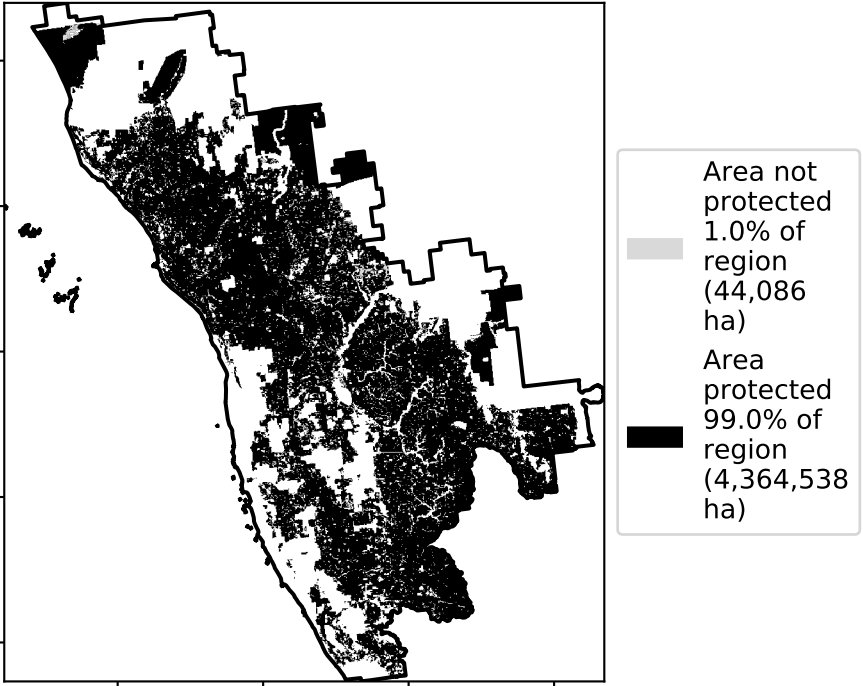 Area not
protected
1.0% of
region
(44,086
ha)
Area
protected
99.0% of
region
(4,364,538
ha)